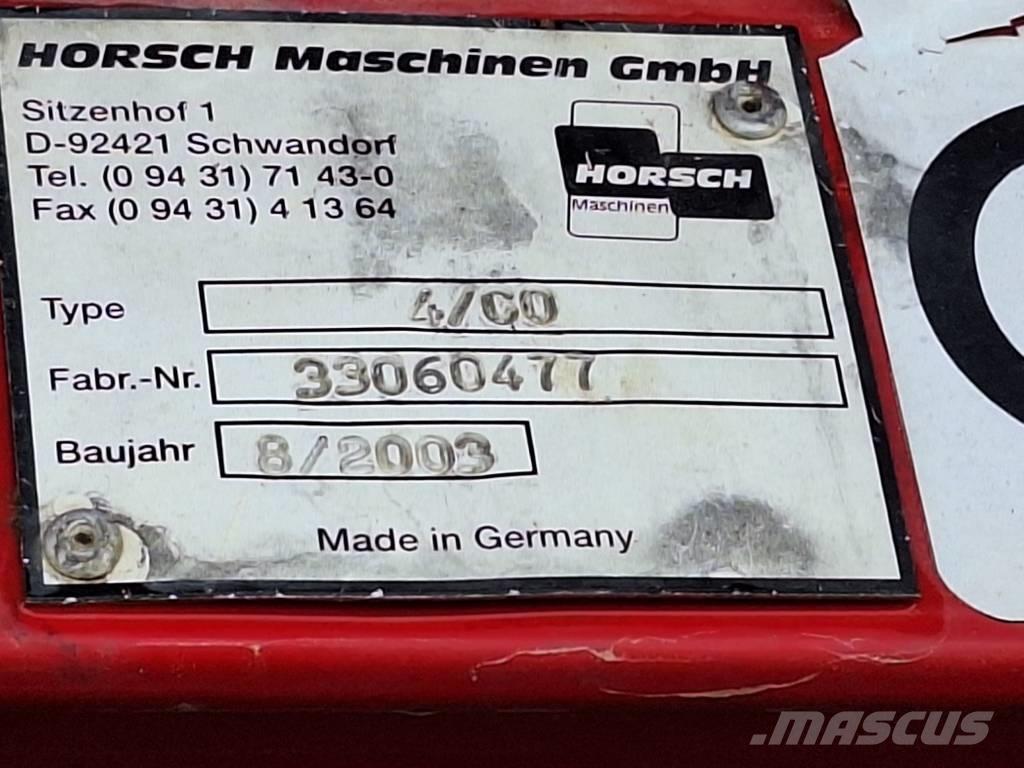 HORSCH Maschinen GmbH
Sitzenhof 1
D-92421 Schwandorf
Tel. (0 94 31) 71 43-0
Fax (0 94 31) 4 13 64
HORSCH
Maschinen
Type 4/CO
Fabr.-Nr. 33060477
Baujahr 8/2003
Made in Germany
.MASCUS